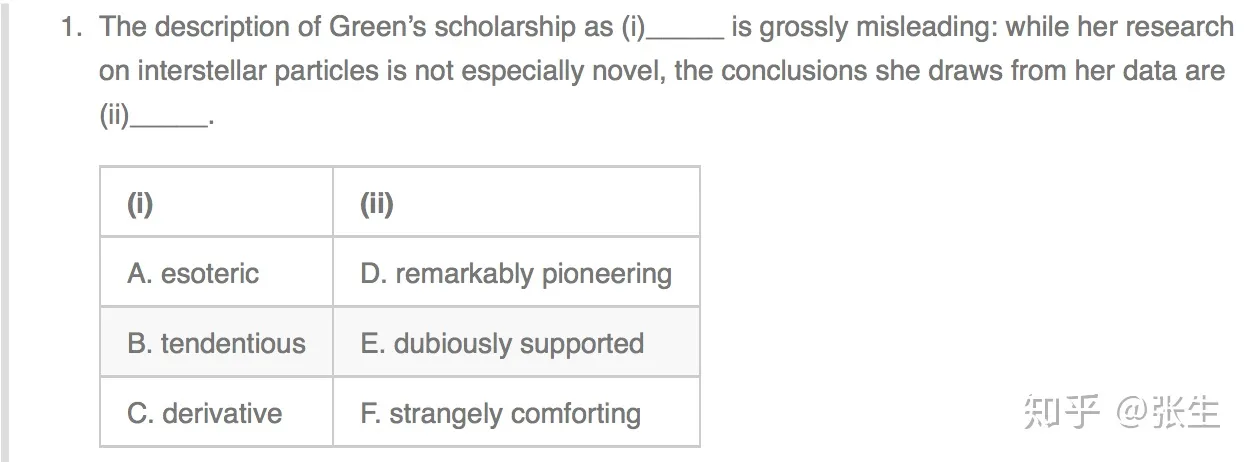 1. The description of Green’s scholarship as (i)______ is grossly misleading: while her research
on interstellar particles is not especially novel, the conclusions she draws from her data are
(ii)______.
(i) (ii)
A. esoteric D. remarkably pioneering
B. tendentious E. dubiously supported
C. derivative F. strangely comforting
知乎 @张生